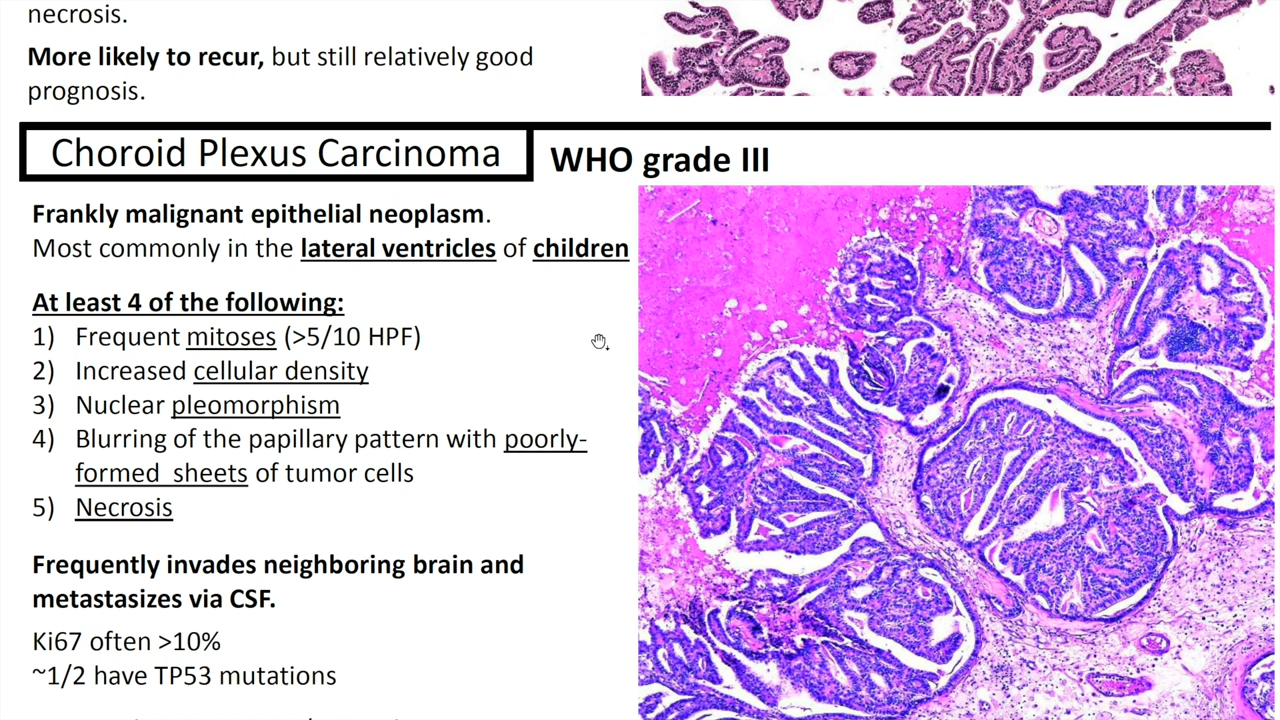 necrosis.
More likely to recur, but still relatively good
prognosis.
Choroid Plexus Carcinoma
WHO grade III
Frankly malignant epithelial neoplasm.
Most commonly in the lateral ventricles of children
At least 4 of the following:
1) Frequent mitoses (>5/10 HPF)
2) Increased cellular density
3) Nuclear pleomorphism
4) Blurring of the papillary pattern with poorly-
formed sheets of tumor cells
5) Necrosis
Frequently invades neighboring brain and
metastasizes via CSF.
Ki67 often >10%
~1/2 have TP53 mutations